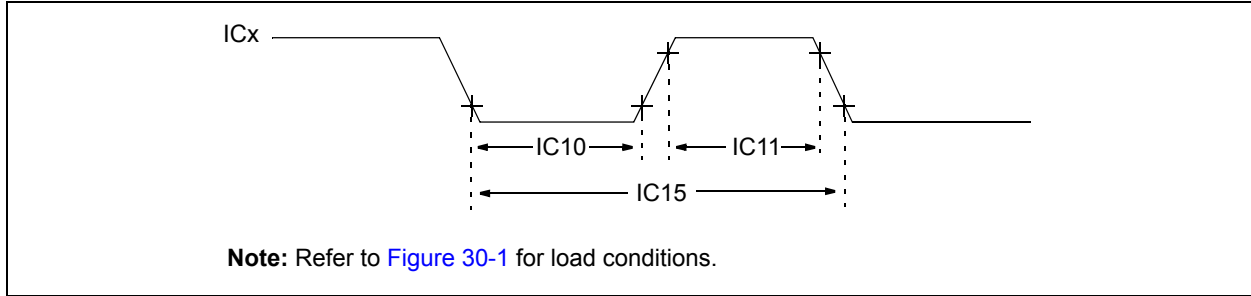 ICx
IC10
IC11
IC15
Note: Refer to Figure 30-1 for load conditions.